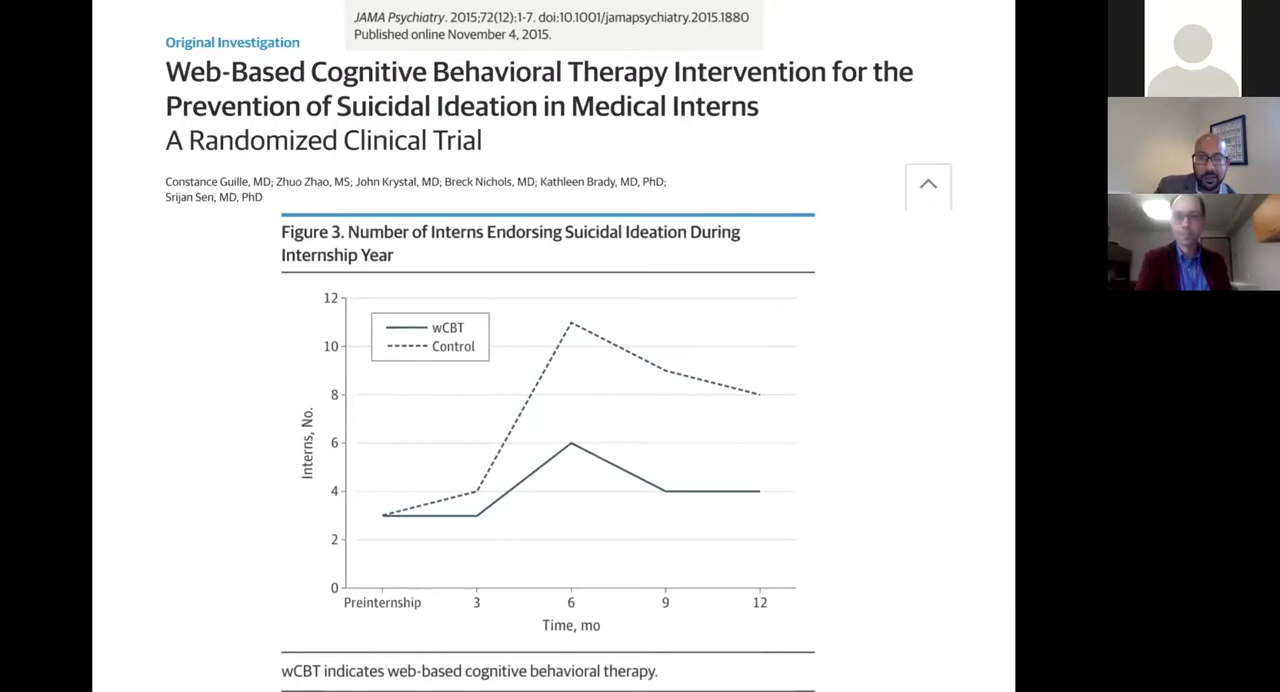 JAMA Psychiatry. 2015;72(12):1-7. doi:10.1001/jamapsychiatry.2015.1880
Published online November 4, 2015.
Original Investigation
Web-Based Cognitive Behavioral Therapy Intervention for the
Prevention of Suicidal Ideation in Medical Interns
A Randomized Clinical Trial
Constance Guille, MD; Zhuo Zhao, MS; John Krystal, MD; Breck Nichols, MD; Kathleen Brady, MD, PhD;
Srijan Sen, MD, PhD
Figure 3. Number of Interns Endorsing Suicidal Ideation During
Internship Year
12
10
8
6
4
2
0
Interns, No.
wCBT
Control
Preinternship 3 6 9 12
Time, mo
wCBT indicates web-based cognitive behavioral therapy.